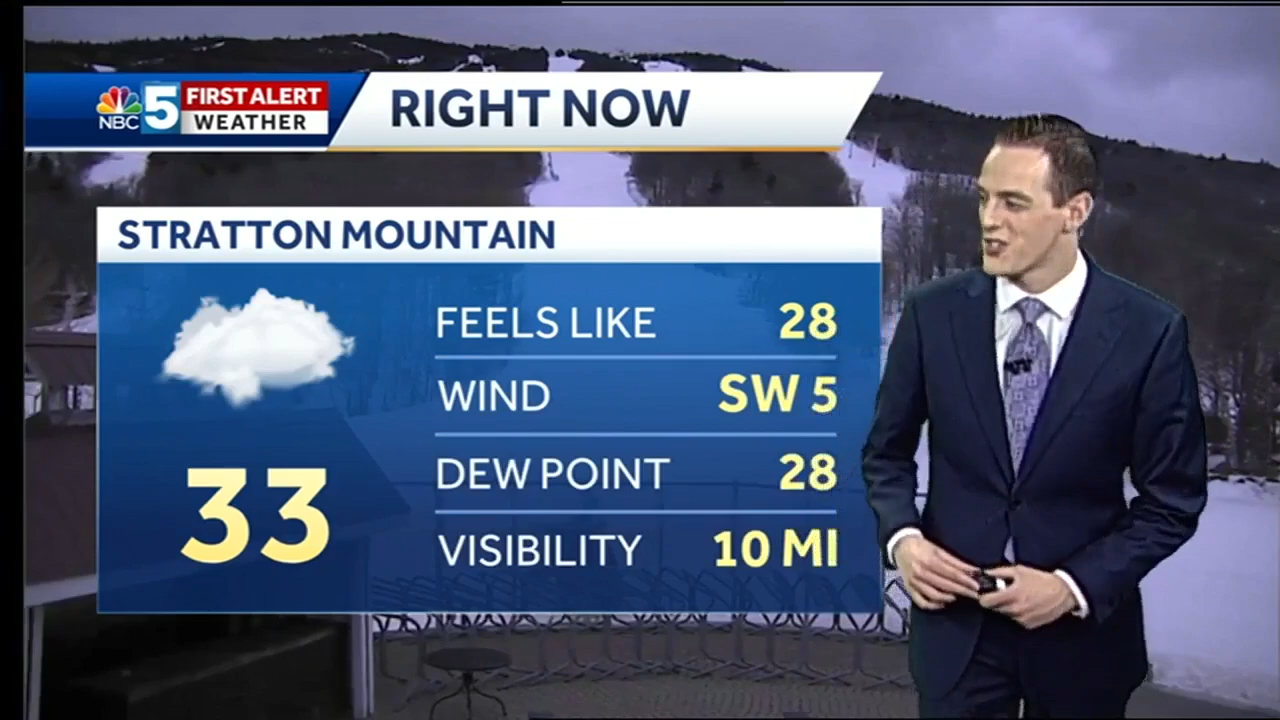 NBC 5 FIRST ALERT WEATHER
RIGHT NOW
STRATTON MOUNTAIN
33
FEELS LIKE 28
WIND SW 5
DEW POINT 28
VISIBILITY 10 MI